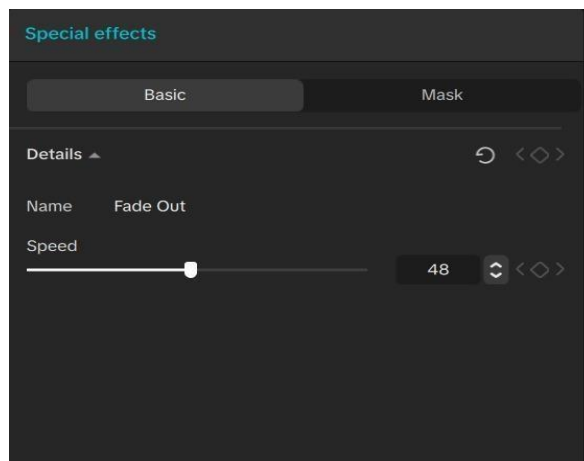 Special effects
Basic Mask
Details
Name Fade Out
Speed
48